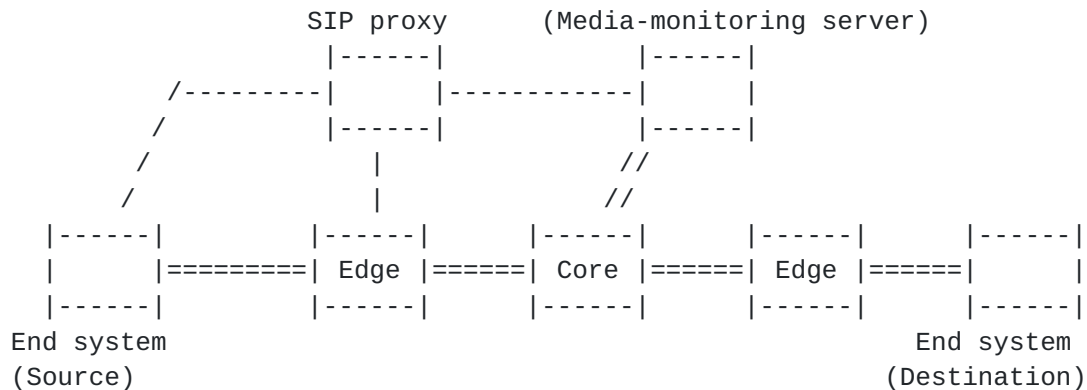 SIP proxy (Media-monitoring server)
|------| |------|
/---------| |------------| |
/ |------| |------|
/ | //
/ | //
|------| |------| |------| |------| |------|
| |=========| Edge |======| Core |======| Edge |======| |
|------| |------| |------| |------| |------|
End system End system
(Source) (Destination)